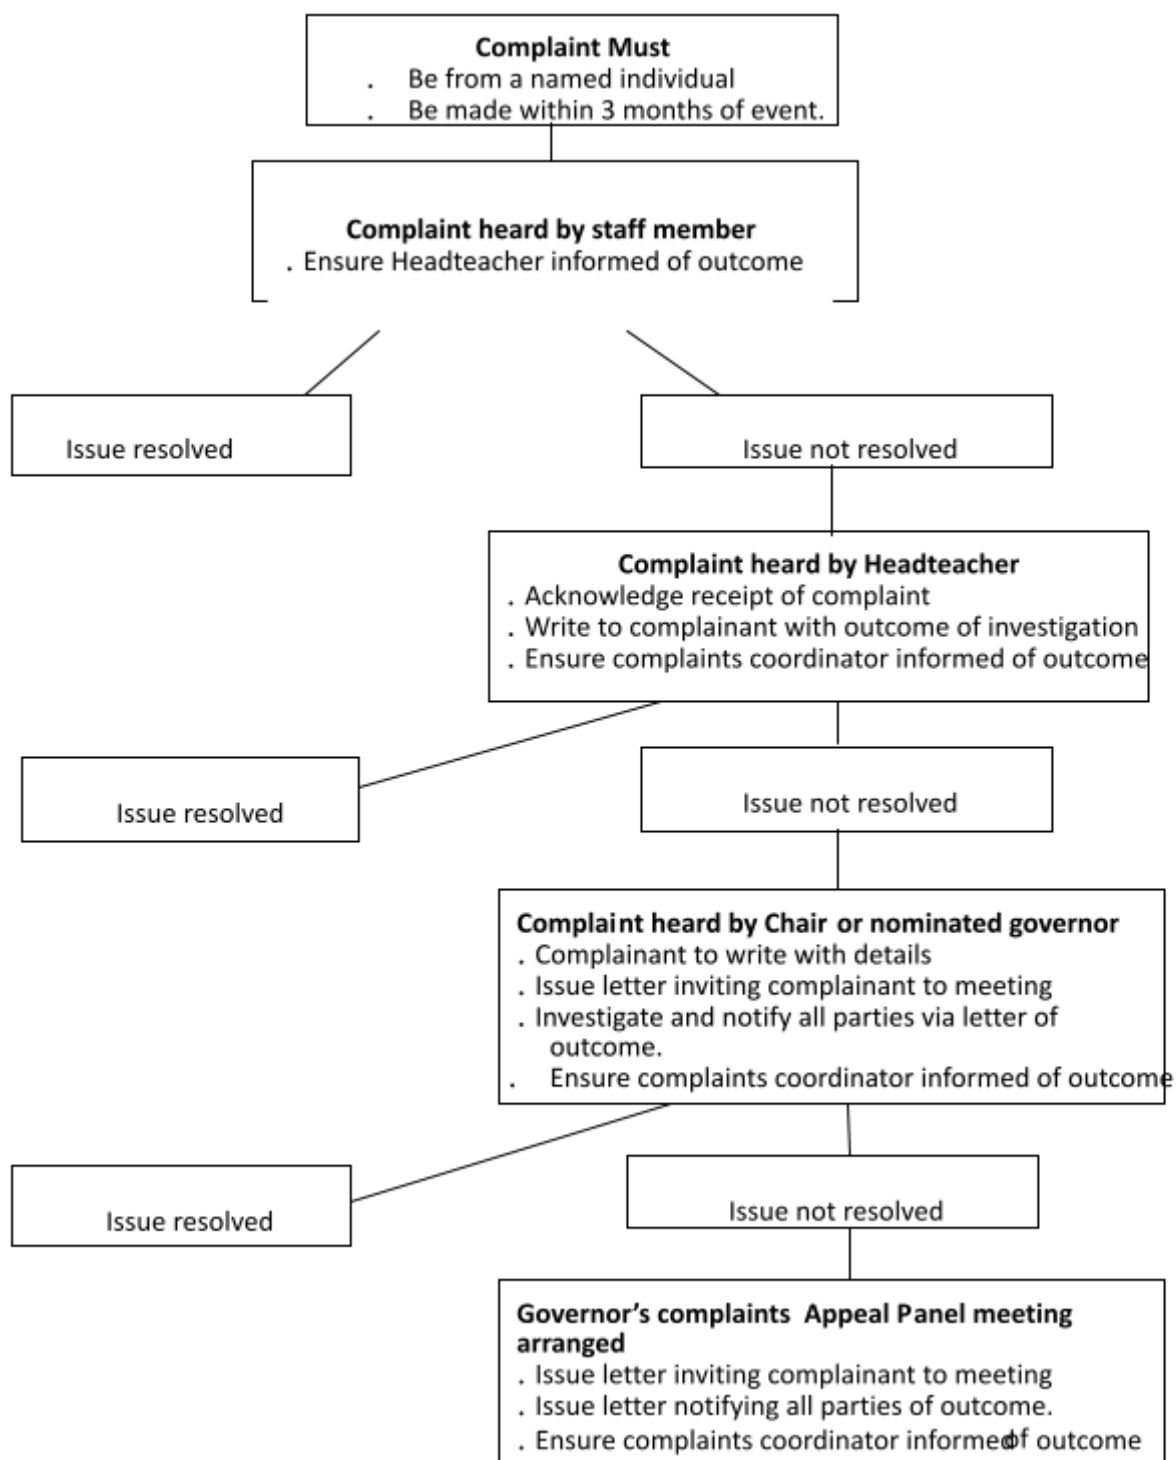 Complaint Must
. Be from a named individual
. Be made within 3 months of event.
Complaint heard by staff member
. Ensure Headteacher informed of outcome
Issue resolved
Issue not resolved
Complaint heard by Headteacher
. Acknowledge receipt of complaint
. Write to complainant with outcome of investigation
. Ensure complaints coordinator informed of outcome
Issue resolved
Issue not resolved
Complaint heard by Chair or nominated governor
. Complainant to write with details
. Issue letter inviting complainant to meeting
. Investigate and notify all parties via letter of
outcome.
. Ensure complaints coordinator informed of outcome
Issue resolved
Issue not resolved
Governor’s complaints Appeal Panel meeting
arranged
. Issue letter inviting complainant to meeting
. Issue letter notifying all parties of outcome.
. Ensure complaints coordinator informed of outcome